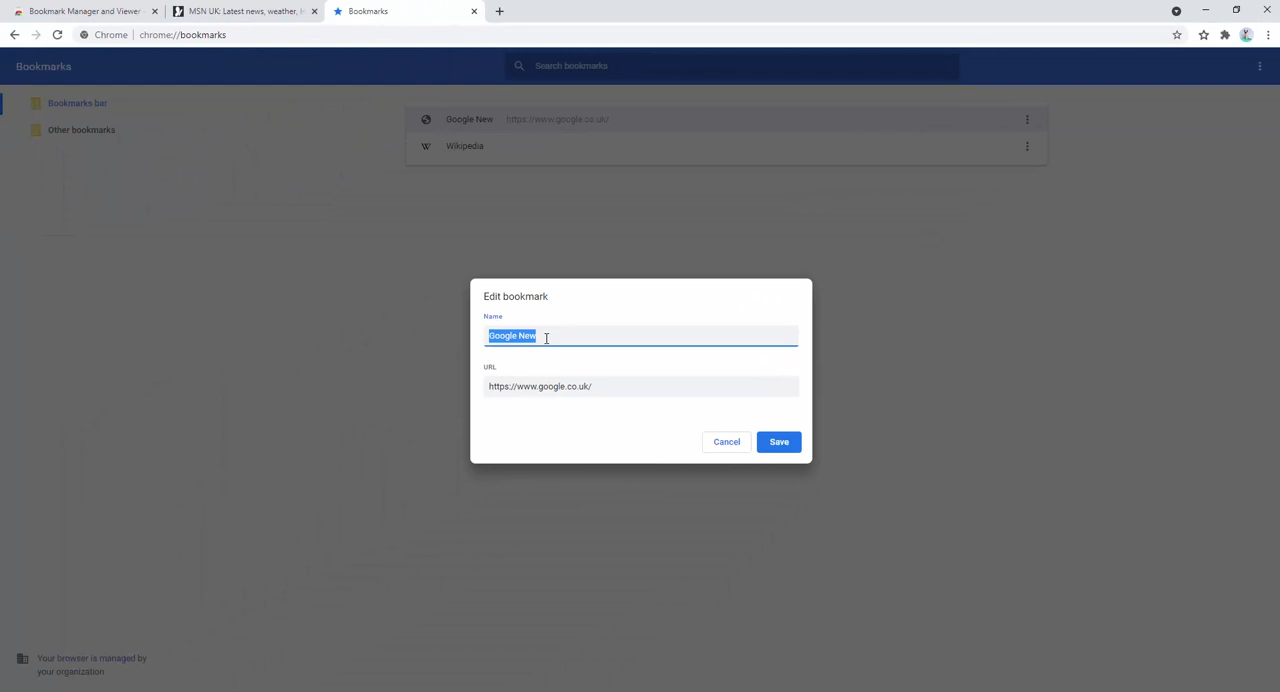 Bookmark Manager and Viewer -
MSN UK: Latest news, weather, H
Bookmarks
Chrome | chrome://bookmarks
Bookmarks
Search bookmarks
Bookmarks bar
Other bookmarks
Google New https://www.google.co.uk/
W Wikipedia
Edit bookmark
Name
Google New
URL
https://www.google.co.uk/
Cancel
Save
Your browser is managed by
your organization